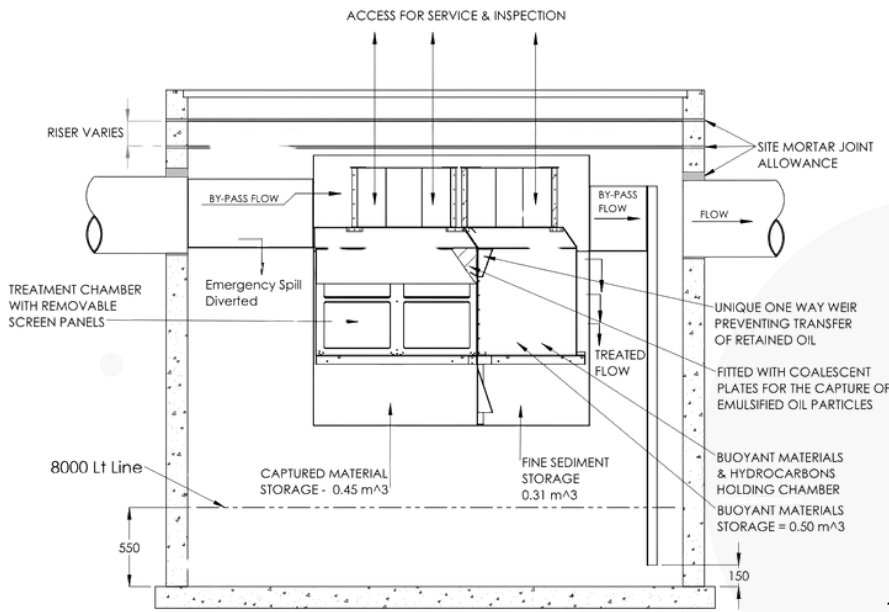 ACCESS FOR SERVICE & INSPECTION
RISER VARIES
SITE MORTAR JOINT
ALLOWANCE
BY-PASS FLOW
BY-PASS
FLOW
FLOW
Emergency Spill
Diverted
TREATMENT CHAMBER
WITH REMOVABLE
SCREEN PANELS
UNIQUE ONE WAY WEIR
PREVENTING TRANSFER
OF RETAINED OIL
TREATED
FLOW
FITTED WITH COALESCENT
PLATES FOR THE CAPTURE OF
EMULSIFIED OIL PARTICLES
8000 Lt Line
CAPTURED MATERIAL
STORAGE - 0.45 m^3
FINE SEDIMENT
STORAGE
0.31 m^3
BUOYANT MATERIALS
& HYDROCARBONS
HOLDING CHAMBER
BUOYANT MATERIALS
STORAGE = 0.50 m^3
550
150